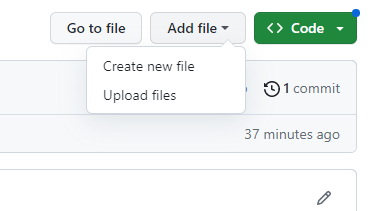 Go to file
Add file
Code
Create new file
Upload files
1 commit
37 minutes ago